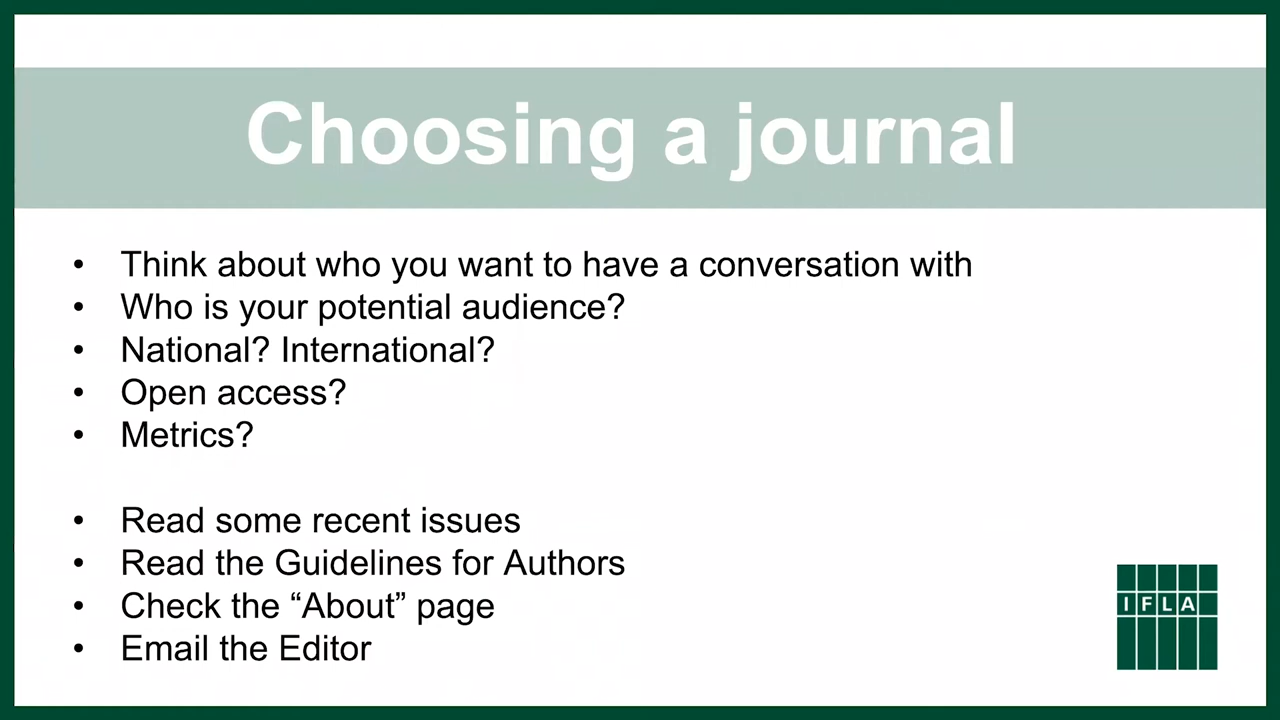 Choosing a journal
• Think about who you want to have a conversation with
• Who is your potential audience?
• National? International?
• Open access?
• Metrics?
• Read some recent issues
• Read the Guidelines for Authors
• Check the “About” page
• Email the Editor
IFLA